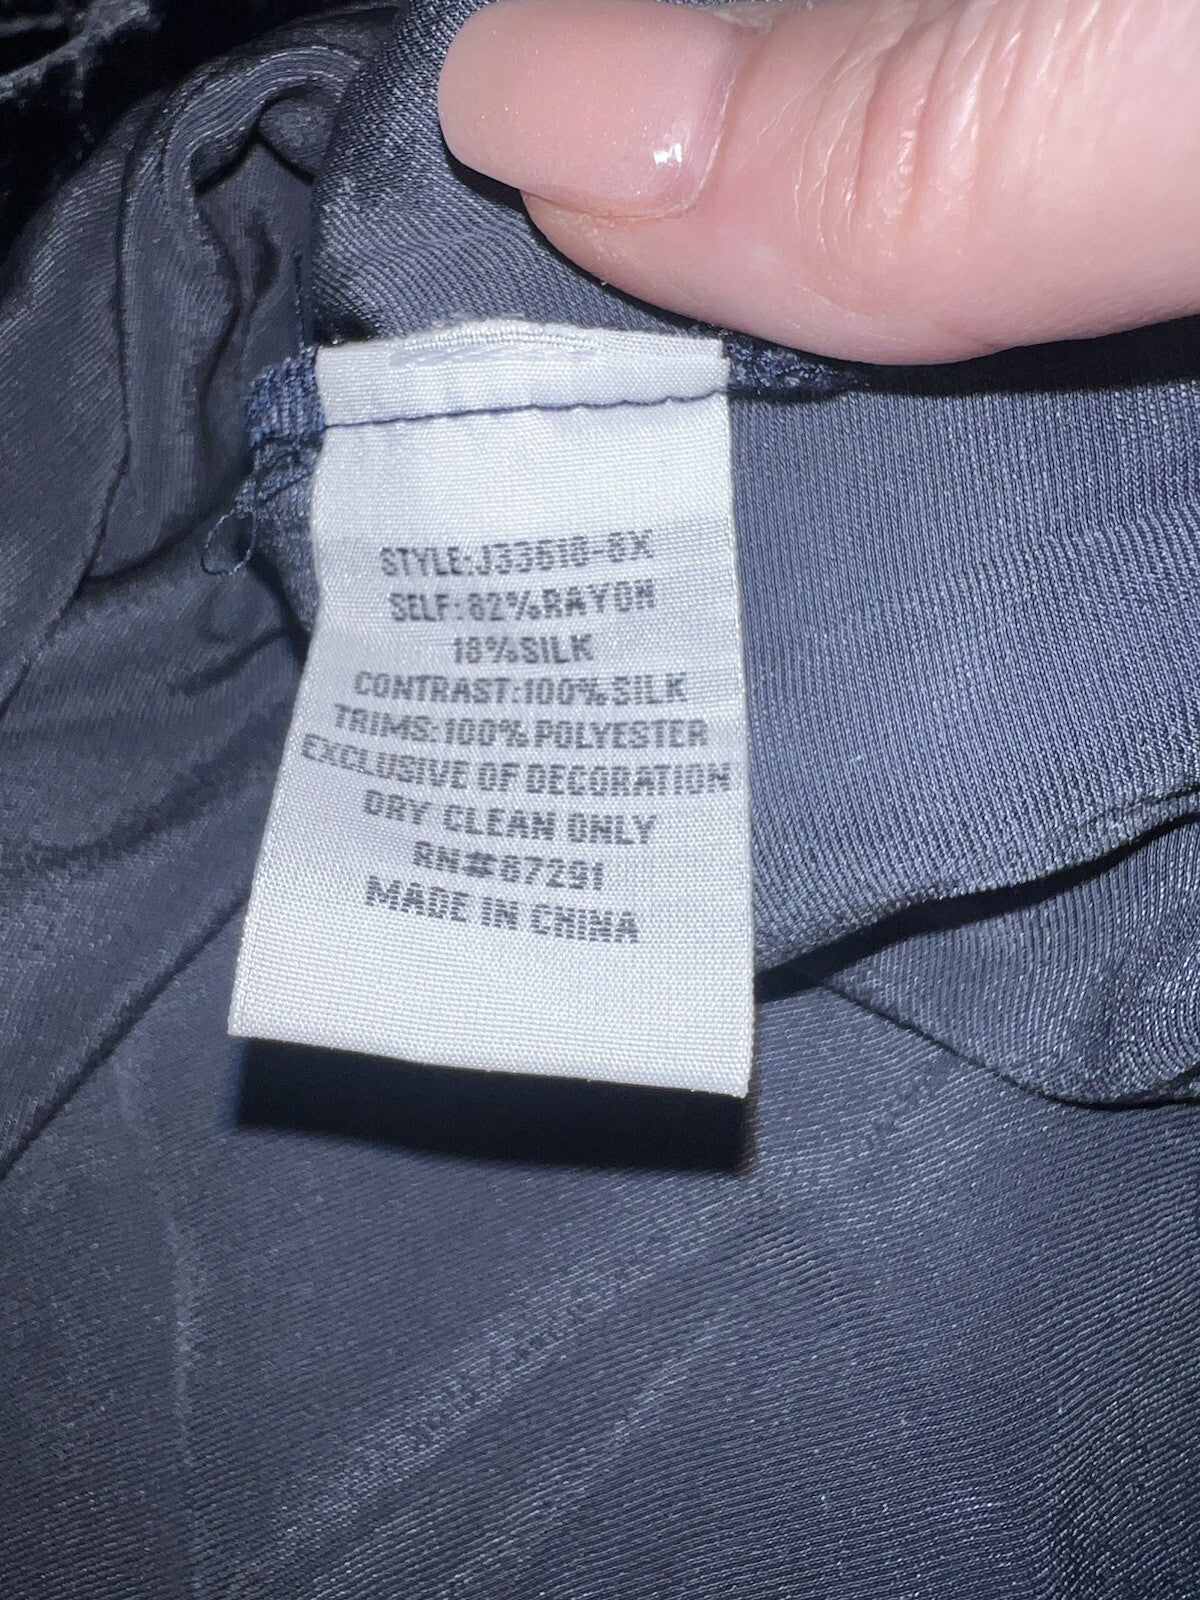 STYLE:J33618-8X
SELF:82%RAYON
18%SILK
CONTRAST:100%SILK
TRIMS:100%POLYESTER
EXCLUSIVE OF DECORATION
DRY CLEAN ONLY
RN#87291
MADE IN CHINA